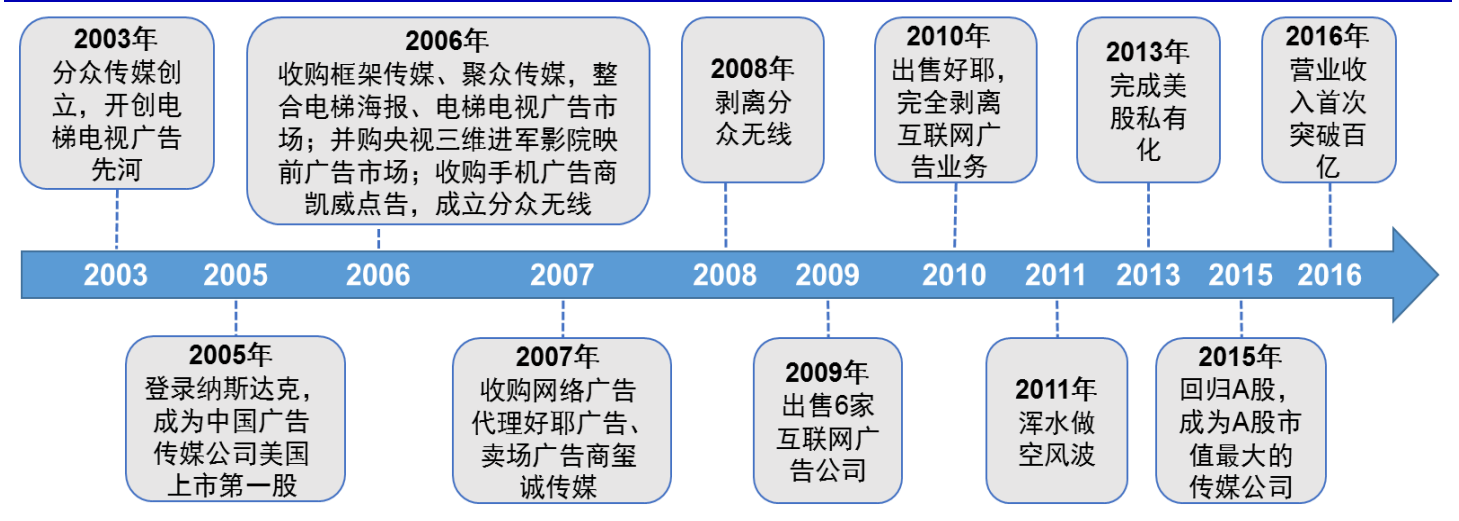 2003年
分众传媒创
立，开创电
梯电视广告
先河
2006年
收购框架传媒、聚众传媒，整
合电梯海报、电梯电视广告市
场；并购央视三维进军影院映
前广告市场；收购手机广告商
凯威点告，成立分众无线
2008年
剥离分
众无线
2010年
出售好耶，
完全剥离
互联网广
告业务
2013年
完成美
股私有
化
2016年
营业收
入首次
突破百
亿
2003 2005 2006 2007 2008 2009 2010 2011 2013 2015 2016
2005年
登录纳斯达克，
成为中国广告
传媒公司美国
上市第一股
2007年
收购网络广告
代理好耶广告、
卖场广告商玺
诚传媒
2009年
出售6家
互联网广
告公司
2011年
浑水做
空风波
2015年
回归A股，
成为A股市
值最大的
传媒公司